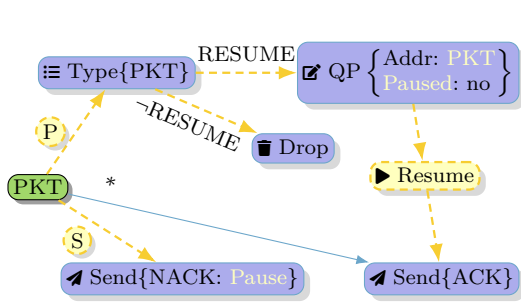 RESUME
Type{PKT}
QP { Addr: PKT
Paused: no }
¬RESUME
P
Drop
Resume
PKT
*
S
Send{NACK: Pause}
Send{ACK}